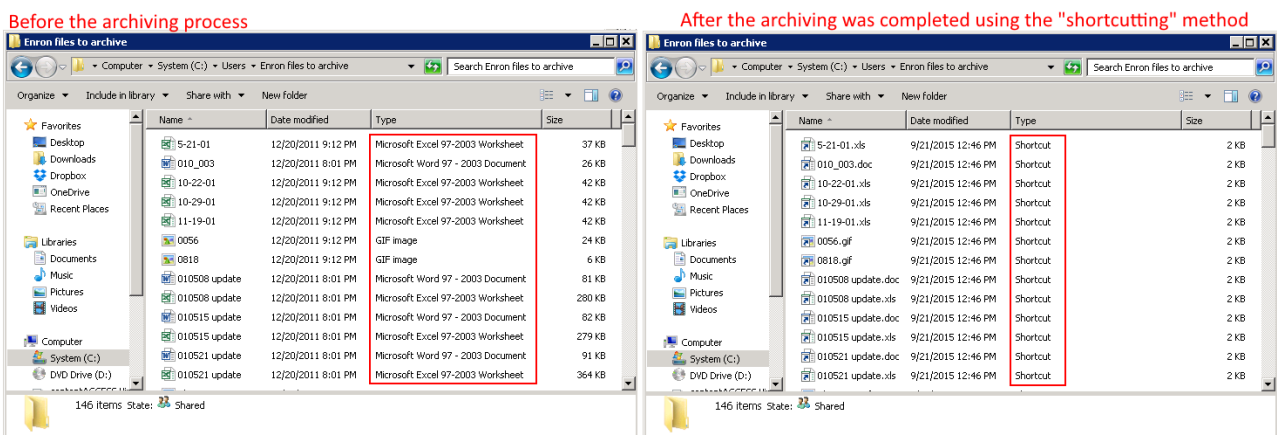 Before the archiving process
Enron files to archive
Computer System (C:) Users Enron files to archive
Search Enron files to archive
Organize Include in library Share with New folder
Favorites
Desktop
Downloads
Dropbox
OneDrive
Recent Places
Libraries
Documents
Music
Pictures
Videos
Computer
System (C:)
DVD Drive (D:)
Name Date modified Type Size
5-21-01 12/20/2011 9:12 PM Microsoft Excel 97-2003 Worksheet 37 KB
010_003 12/20/2011 8:01 PM Microsoft Word 97 - 2003 Document 26 KB
10-22-01 12/20/2011 9:12 PM Microsoft Excel 97-2003 Worksheet 42 KB
10-29-01 12/20/2011 9:12 PM Microsoft Excel 97-2003 Worksheet 42 KB
11-19-01 12/20/2011 9:12 PM Microsoft Excel 97-2003 Worksheet 42 KB
0056 12/20/2011 9:12 PM GIF image 24 KB
0818 12/20/2011 9:12 PM GIF image 6 KB
010508 update 12/20/2011 8:01 PM Microsoft Word 97 - 2003 Document 81 KB
010508 update 12/20/2011 8:01 PM Microsoft Excel 97-2003 Worksheet 280 KB
010515 update 12/20/2011 8:01 PM Microsoft Word 97 - 2003 Document 82 KB
010515 update 12/20/2011 8:01 PM Microsoft Excel 97-2003 Worksheet 279 KB
010521 update 12/20/2011 8:01 PM Microsoft Word 97 - 2003 Document 91 KB
010521 update 12/20/2011 8:01 PM Microsoft Excel 97-2003 Worksheet 364 KB
146 items State: Shared
After the archiving was completed using the "shortcutting" method
Enron files to archive
Computer System (C:) Users Enron files to archive
Search Enron files to archive
Organize Include in library Share with New folder
Favorites
Desktop
Downloads
Dropbox
OneDrive
Recent Places
Libraries
Documents
Music
Pictures
Videos
Computer
System (C:)
DVD Drive (D:)
Name Date modified Type Size
5-21-01.xls 9/21/2015 12:46 PM Shortcut 2 KB
010_003.doc 9/21/2015 12:46 PM Shortcut 2 KB
10-22-01.xls 9/21/2015 12:46 PM Shortcut 2 KB
10-29-01.xls 9/21/2015 12:46 PM Shortcut 2 KB
11-19-01.xls 9/21/2015 12:46 PM Shortcut 2 KB
0056.gif 9/21/2015 12:46 PM Shortcut 2 KB
0818.gif 9/21/2015 12:46 PM Shortcut 2 KB
010508 update.doc 9/21/2015 12:46 PM Shortcut 2 KB
010508 update.xls 9/21/2015 12:46 PM Shortcut 2 KB
010515 update.doc 9/21/2015 12:46 PM Shortcut 2 KB
010515 update.xls 9/21/2015 12:46 PM Shortcut 2 KB
010521 update.doc 9/21/2015 12:46 PM Shortcut 2 KB
010521 update.xls 9/21/2015 12:46 PM Shortcut 2 KB
146 items State: Shared